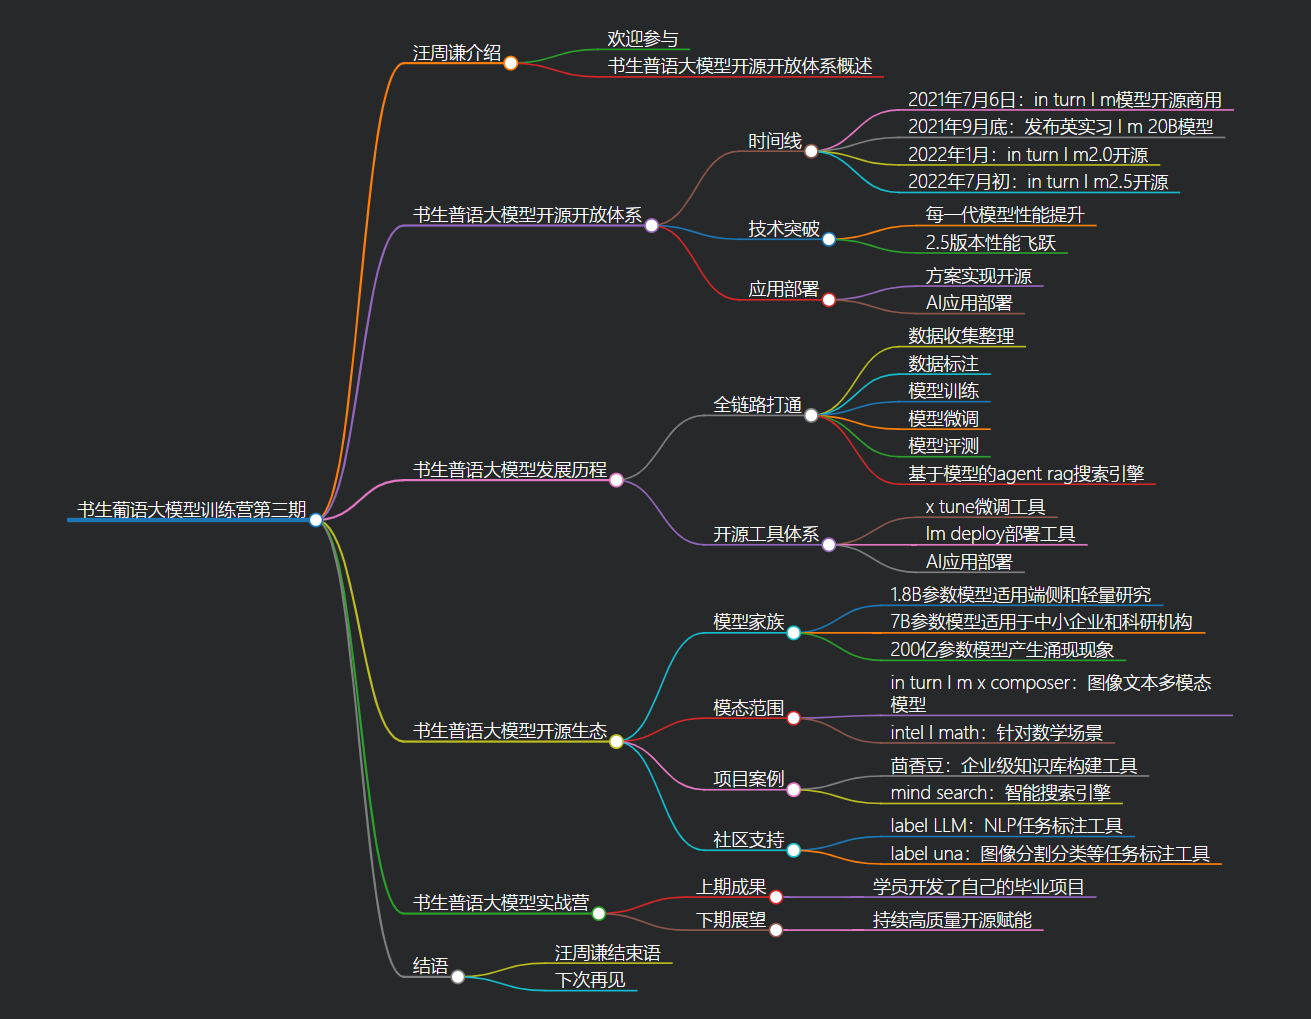 书生葡语大模型训练营第三期
汪周谦介绍
欢迎参与
书生普语大模型开源开放体系概述
书生普语大模型开源开放体系
时间线
2021年7月6日：in turn l m模型开源商用
2021年9月底：发布英实习 l m 20B模型
2022年1月：in turn l m2.0开源
2022年7月初：in turn l m2.5开源
技术突破
每一代模型性能提升
2.5版本性能飞跃
应用部署
方案实现开源
AI应用部署
书生普语大模型发展历程
全链路打通
数据收集整理
数据标注
模型训练
模型微调
模型评测
基于模型的agent rag搜索引擎
开源工具体系
x tune微调工具
lm deploy部署工具
AI应用部署
书生普语大模型开源生态
模型家族
1.8B参数模型适用端侧和轻量研究
7B参数模型适用于中小企业和科研机构
200亿参数模型产生涌现现象
模态范围
in turn l m x composer：图像文本多模态
模型
intel l math：针对数学场景
项目案例
茴香豆：企业级知识库构建工具
mind search：智能搜索引擎
社区支持
label LLM：NLP任务标注工具
label una：图像分割分类等任务标注工具
书生普语大模型实战营
上期成果
学员开发了自己的毕业项目
下期展望
持续高质量开源赋能
结语
汪周谦结束语
下次再见